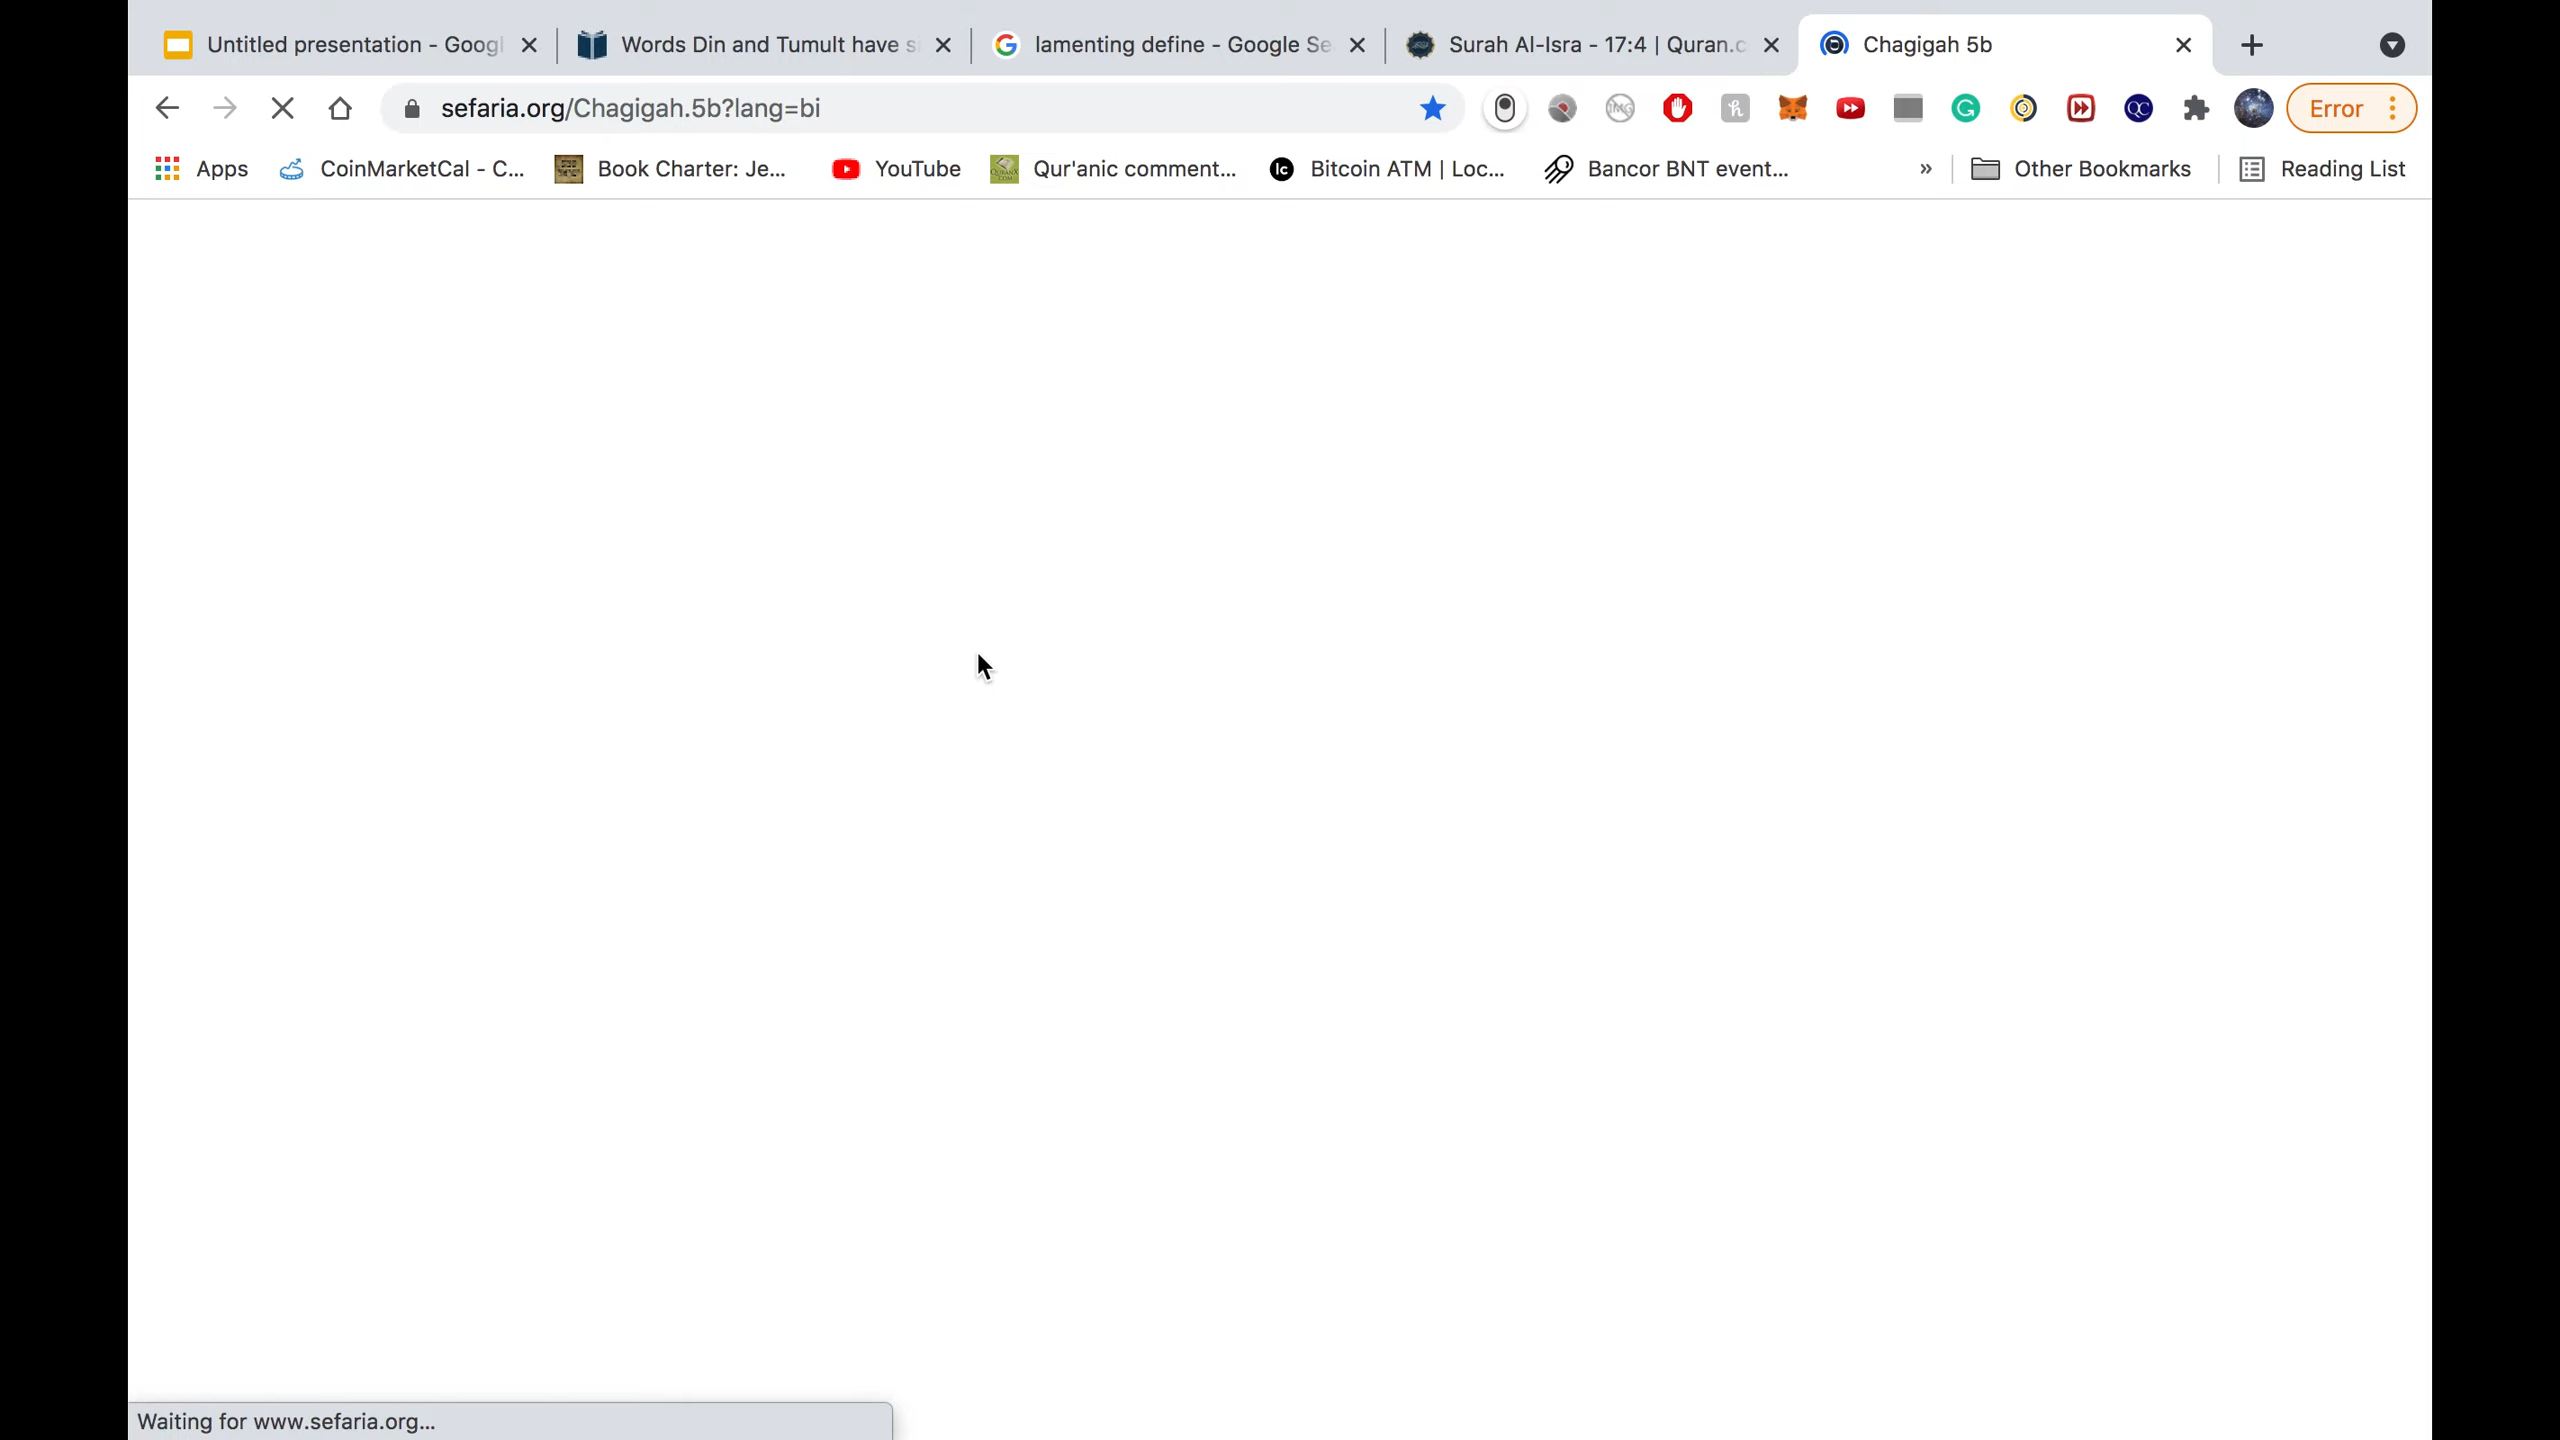 Untitled presentation - Googl
Words Din and Tumult have s
lamenting define - Google Se
Surah Al-Isra - 17:4 | Quran.c
Chagigah 5b
sefaria.org/Chagigah.5b?lang=bi
Error
Apps
CoinMarketCal - C...
Book Charter: Je...
YouTube
Qur'anic comment...
Bitcoin ATM | Loc...
Bancor BNT event...
»
Other Bookmarks
Reading List
Waiting for www.sefaria.org...